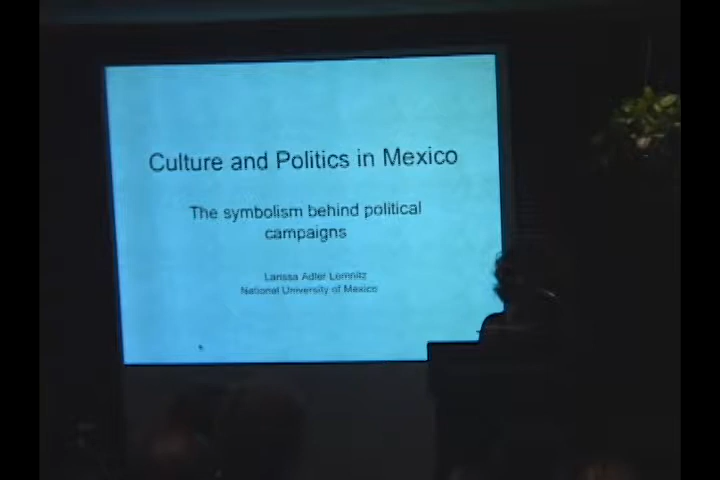 Culture and Politics in Mexico
The symbolism behind political
campaigns
Larissa Adler Lomnitz
National University of Mexico